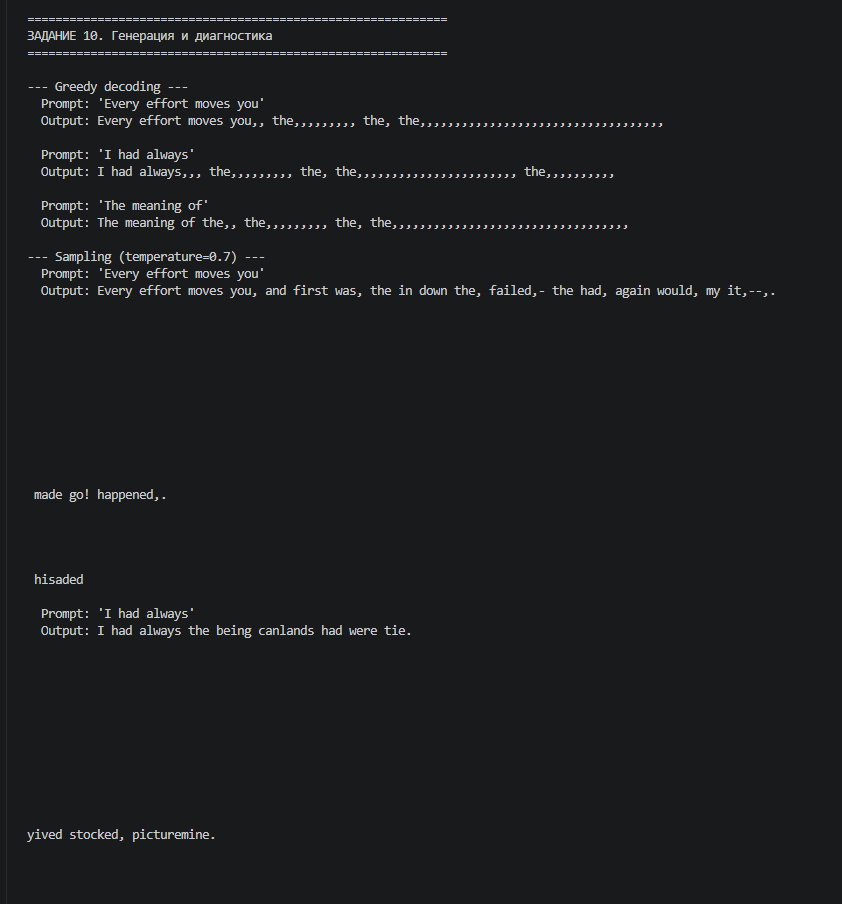 ============================================================
ЗАДАНИЕ 10. Генерация и диагностика
============================================================
--- Greedy decoding ---
Prompt: 'Every effort moves you'
Output: Every effort moves you,, the,,,,,,,,, the, the,,,,,,,,,,,,,,,,,,,,,,,,,,,,,,,,,,,
Prompt: 'I had always'
Output: I had always,,, the,,,,,,,,, the, the,,,,,,,,,,,,,,,,,,,,,,, the,,,,,,,,,,
Prompt: 'The meaning of'
Output: The meaning of the,, the,,,,,,,,, the, the,,,,,,,,,,,,,,,,,,,,,,,,,,,,,,,,,,
--- Sampling (temperature=0.7) ---
Prompt: 'Every effort moves you'
Output: Every effort moves you, and first was, the in down the, failed,- the had, again would, my it,--,.
made go! happened,.
hisaded
Prompt: 'I had always'
Output: I had always the being canlands had were tie.
yived stocked, picturemine.